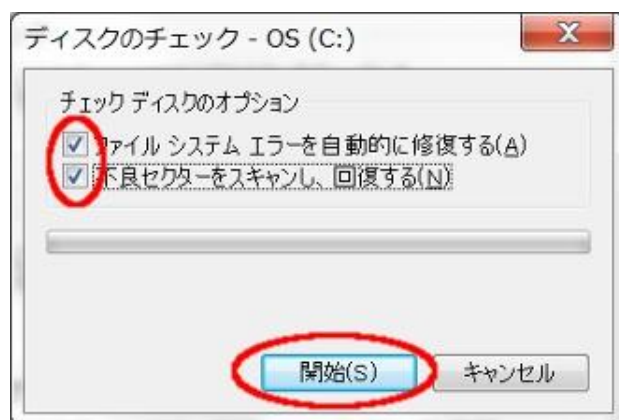 ディスクのチェック - OS (C:)
チェック ディスクのオプション
ファイル システム エラーを自動的に修復する(A)
不良セクターをスキャンし、回復する(N)
開始(S)
キャンセル